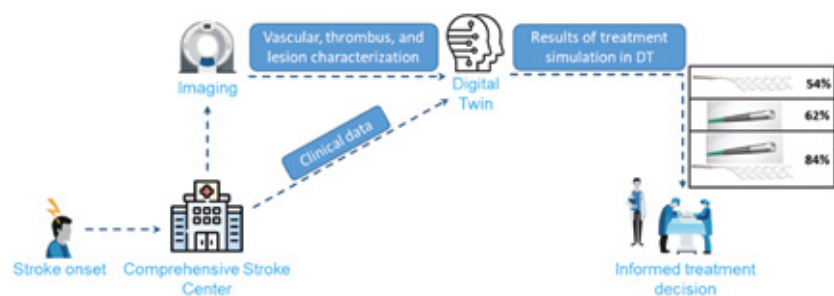 Vascular, thrombus, and
lesion characterization
Results of treatment
simulation in DT
Imaging
Digital
Twin
54%
62%
84%
Clinical data
Stroke onset
Comprehensive Stroke
Center
Informed treatment
decision